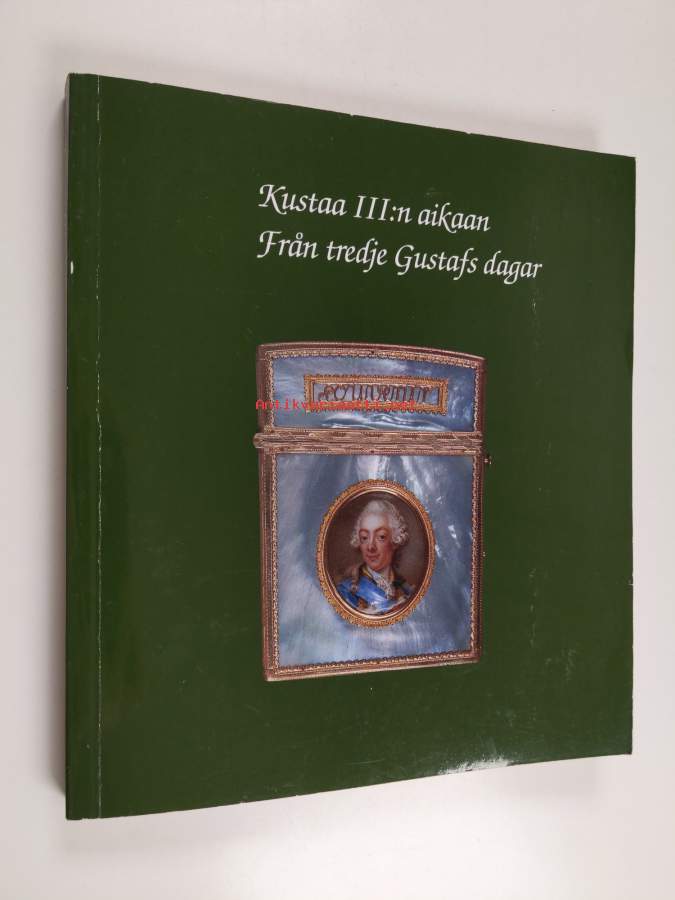 Kustaa III:n aikaan
Från tredje Gustafs dagar